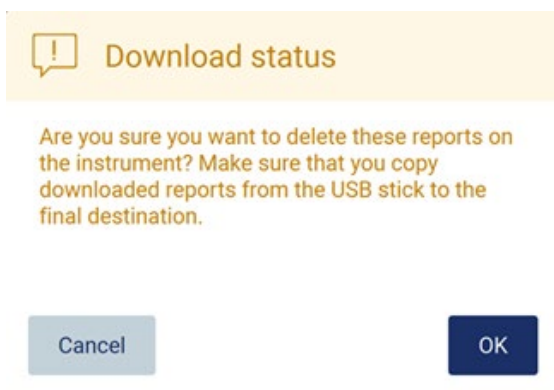 !
Download status
Are you sure you want to delete these reports on
the instrument? Make sure that you copy
downloaded reports from the USB stick to the
final destination.
Cancel
OK